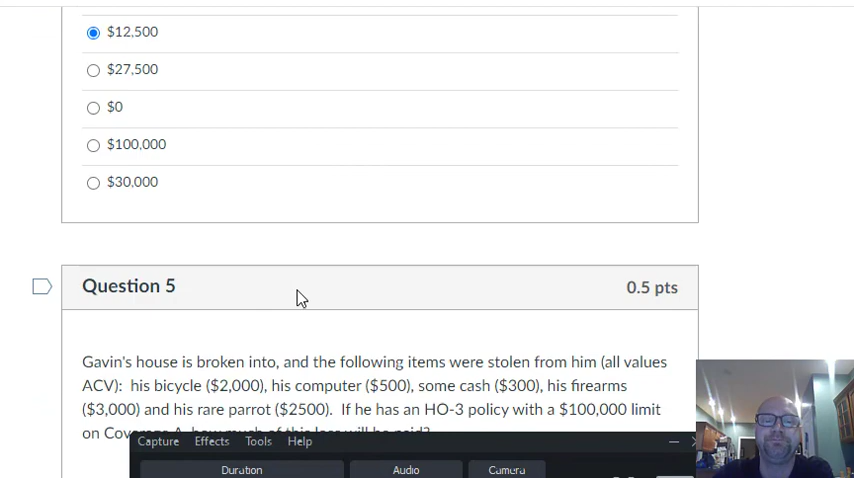 $12,500
$27,500
$0
$100,000
$30,000
Question 5
0.5 pts
Gavin's house is broken into, and the following items were stolen from him (all values
ACV): his bicycle ($2,000), his computer ($500), some cash ($300), his firearms
($3,000) and his rare parrot ($2500). If he has an HO-3 policy with a $100,000 limit
on
Capture Effects Tools Help
Duration Audio Camera